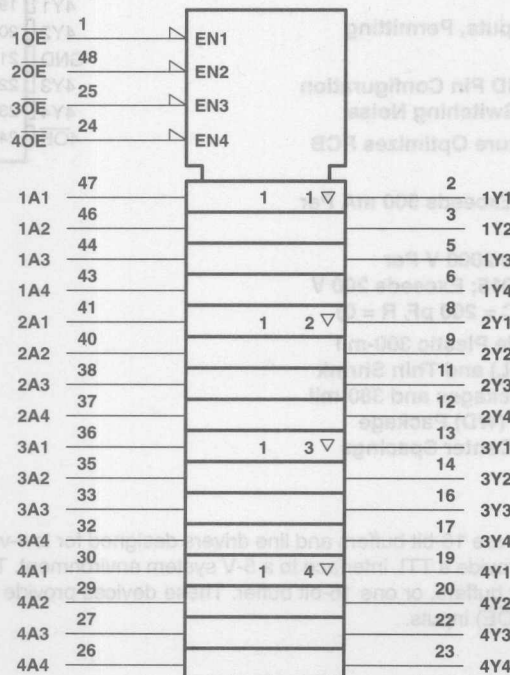 1OE 1 EN1
2OE 48 EN2
3OE 25 EN3
4OE 24 EN4
1A1 47 1 1 ▽ 2 1Y1
1A2 46 3 1Y2
1A3 44 5 1Y3
1A4 43 6 1Y4
2A1 41 1 2 ▽ 8 2Y1
2A2 40 9 2Y2
2A3 38 11 2Y3
2A4 37 12 2Y4
3A1 36 1 3 ▽ 13 3Y1
3A2 35 14 3Y2
3A3 33 16 3Y3
3A4 32 17 3Y4
4A1 30 1 4 ▽ 19 4Y1
4A2 29 20 4Y2
4A3 27 22 4Y3
4A4 26 23 4Y4